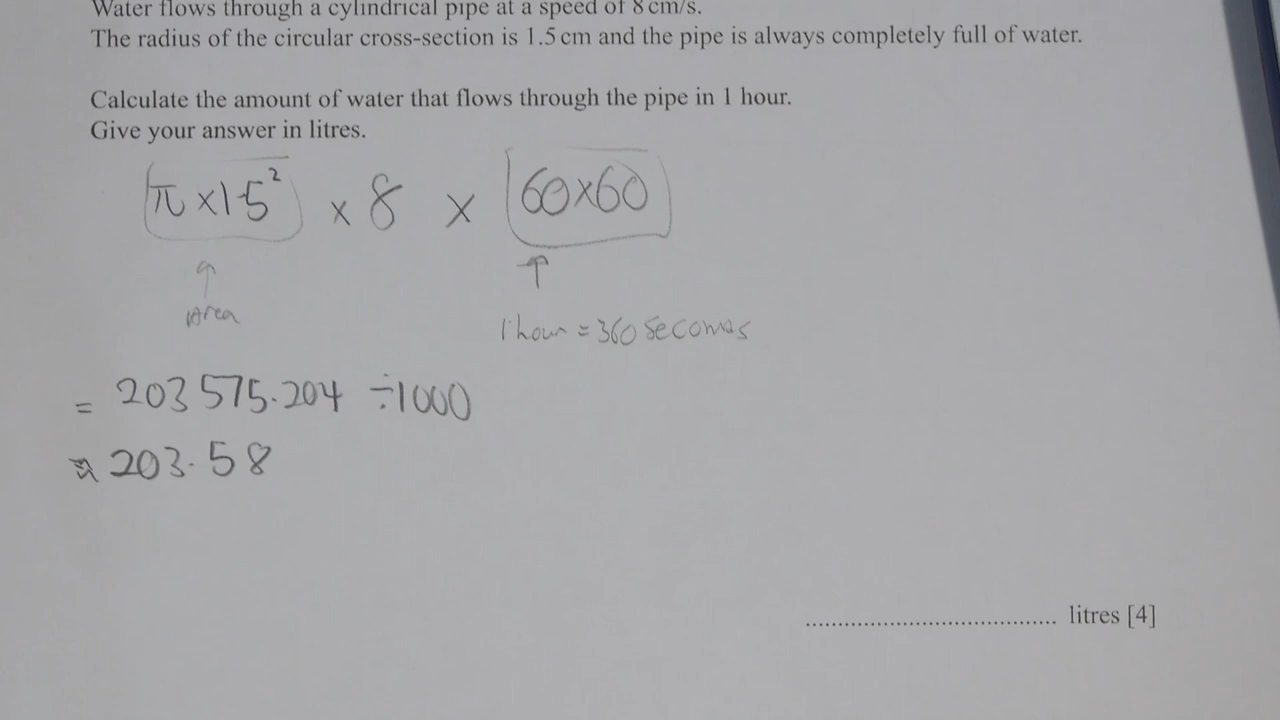 Water flows through a cylindrical pipe at a speed of 8 cm/s.
The radius of the circular cross-section is 1.5 cm and the pipe is always completely full of water.
Calculate the amount of water that flows through the pipe in 1 hour.
Give your answer in litres.
π × 1.5² × 8 × 60×60
↑ ↑
Area
1 hour = 360 seconds
= 203 575.204 ÷1000
≈ 203.58
.......................................... litres [4]